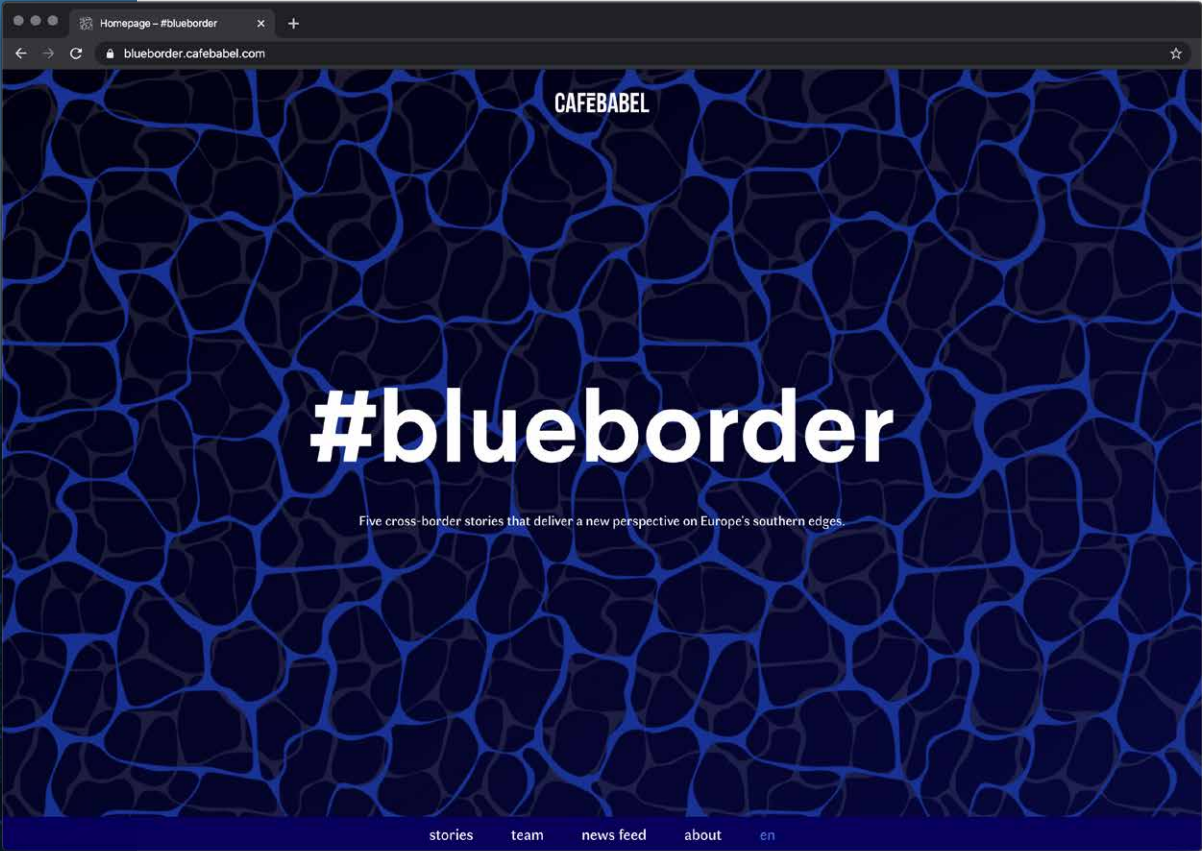 Homepage – #blueborder
blueborder.cafebabel.com
CAFĒBABEL
#blueborder
Five cross-border stories that deliver a new perspective on Europe's southern edges.
stories team news feed about en